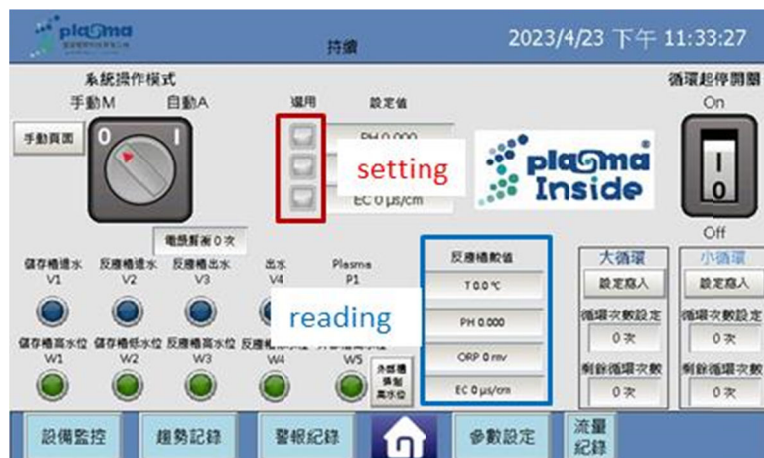 plasma
持續
2023/4/23 下午 11:33:27
系統操作模式
手動M 自動A
選用 設定值
循環起停開關
On
手動頁面
0 I
PH 0.000
EC 0 μs/cm
setting
plasma
Inside
I
0
Off
電漿解離 0 次
儲存槽進水 反應槽進水 反應槽出水 出水 Plasma
V1 V2 V3 V4 P1
reading
儲存槽高水位 儲存槽低水位 反應槽高水位
W1 W2 W3 W4 W5
高水位
反應槽數值
T 0.0 ℃
PH 0.000
ORP 0 mv
EC 0 μs/cm
大循環
設定寫入
循環次數設定
0 次
剩餘循環次數
0 次
小循環
設定寫入
循環次數設定
0 次
剩餘循環次數
0 次
設備監控
趨勢記錄
警報紀錄
參數設定
流量
紀錄